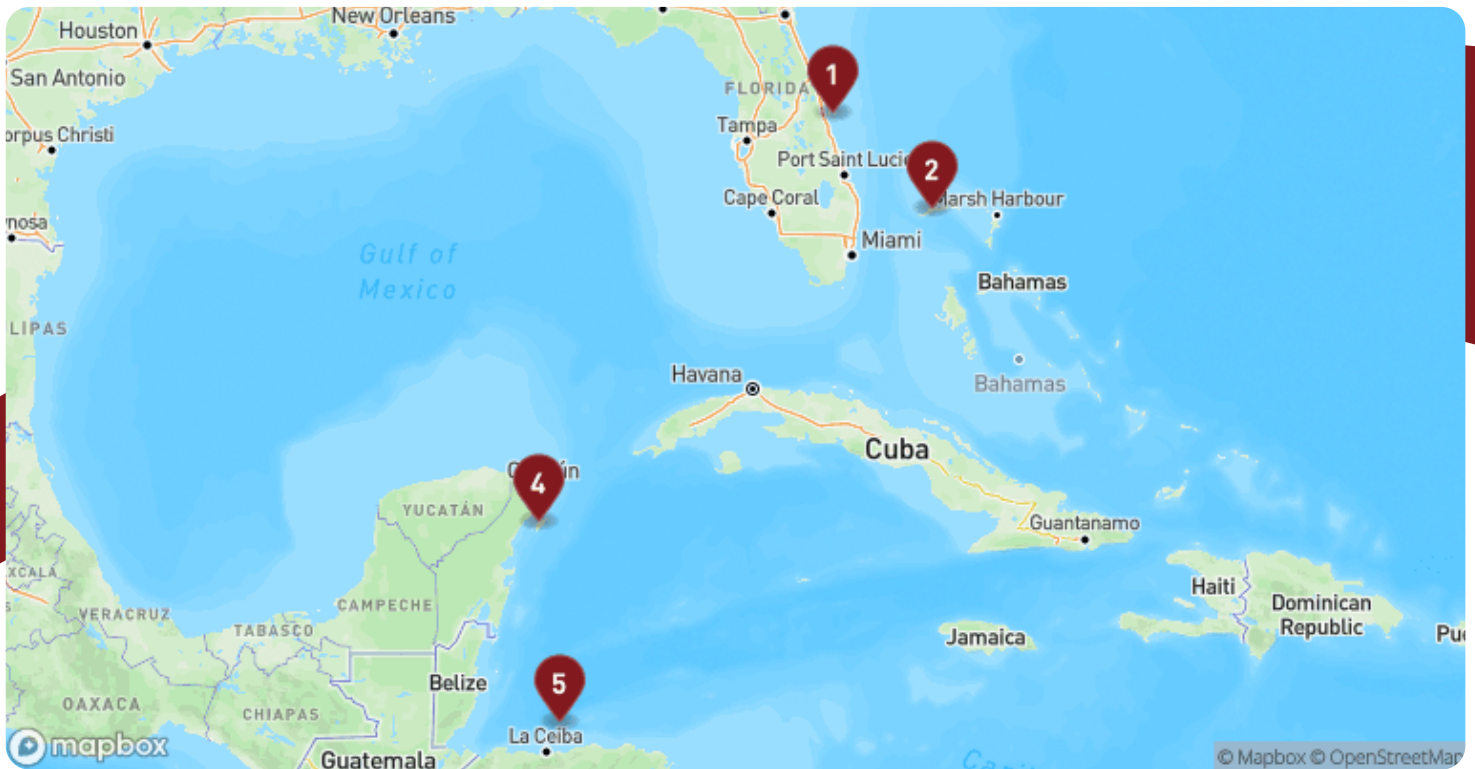 New Orleans
Houston
San Antonio
FLORIDA
1
orpus Christi
Tampa
Port Saint Lucie
2
Cape Coral
Marsh Harbour
nosa
Miami
Gulf of
Mexico
Bahamas
LIPAS
Havana
Bahamas
Cuba
4
YUCATÁN
Guantanamo
XCALA
Haiti
CAMPECHE
Dominican
Republic
VERACRUZ
TABASCO
Jamaica
Pue
Belize
5
OAXACA
CHIAPAS
La Ceiba
mapbox
Guatemala
© Mapbox © OpenStreetMap